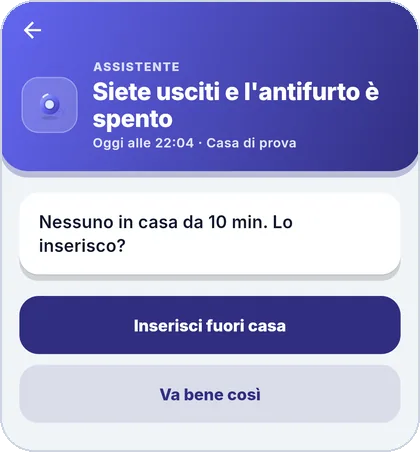 ASSISTENTE
Siete usciti e l'antifurto è
spento
Oggi alle 22:04 · Casa di prova
Nessuno in casa da 10 min. Lo
inserisco?
Inserisci fuori casa
Va bene così